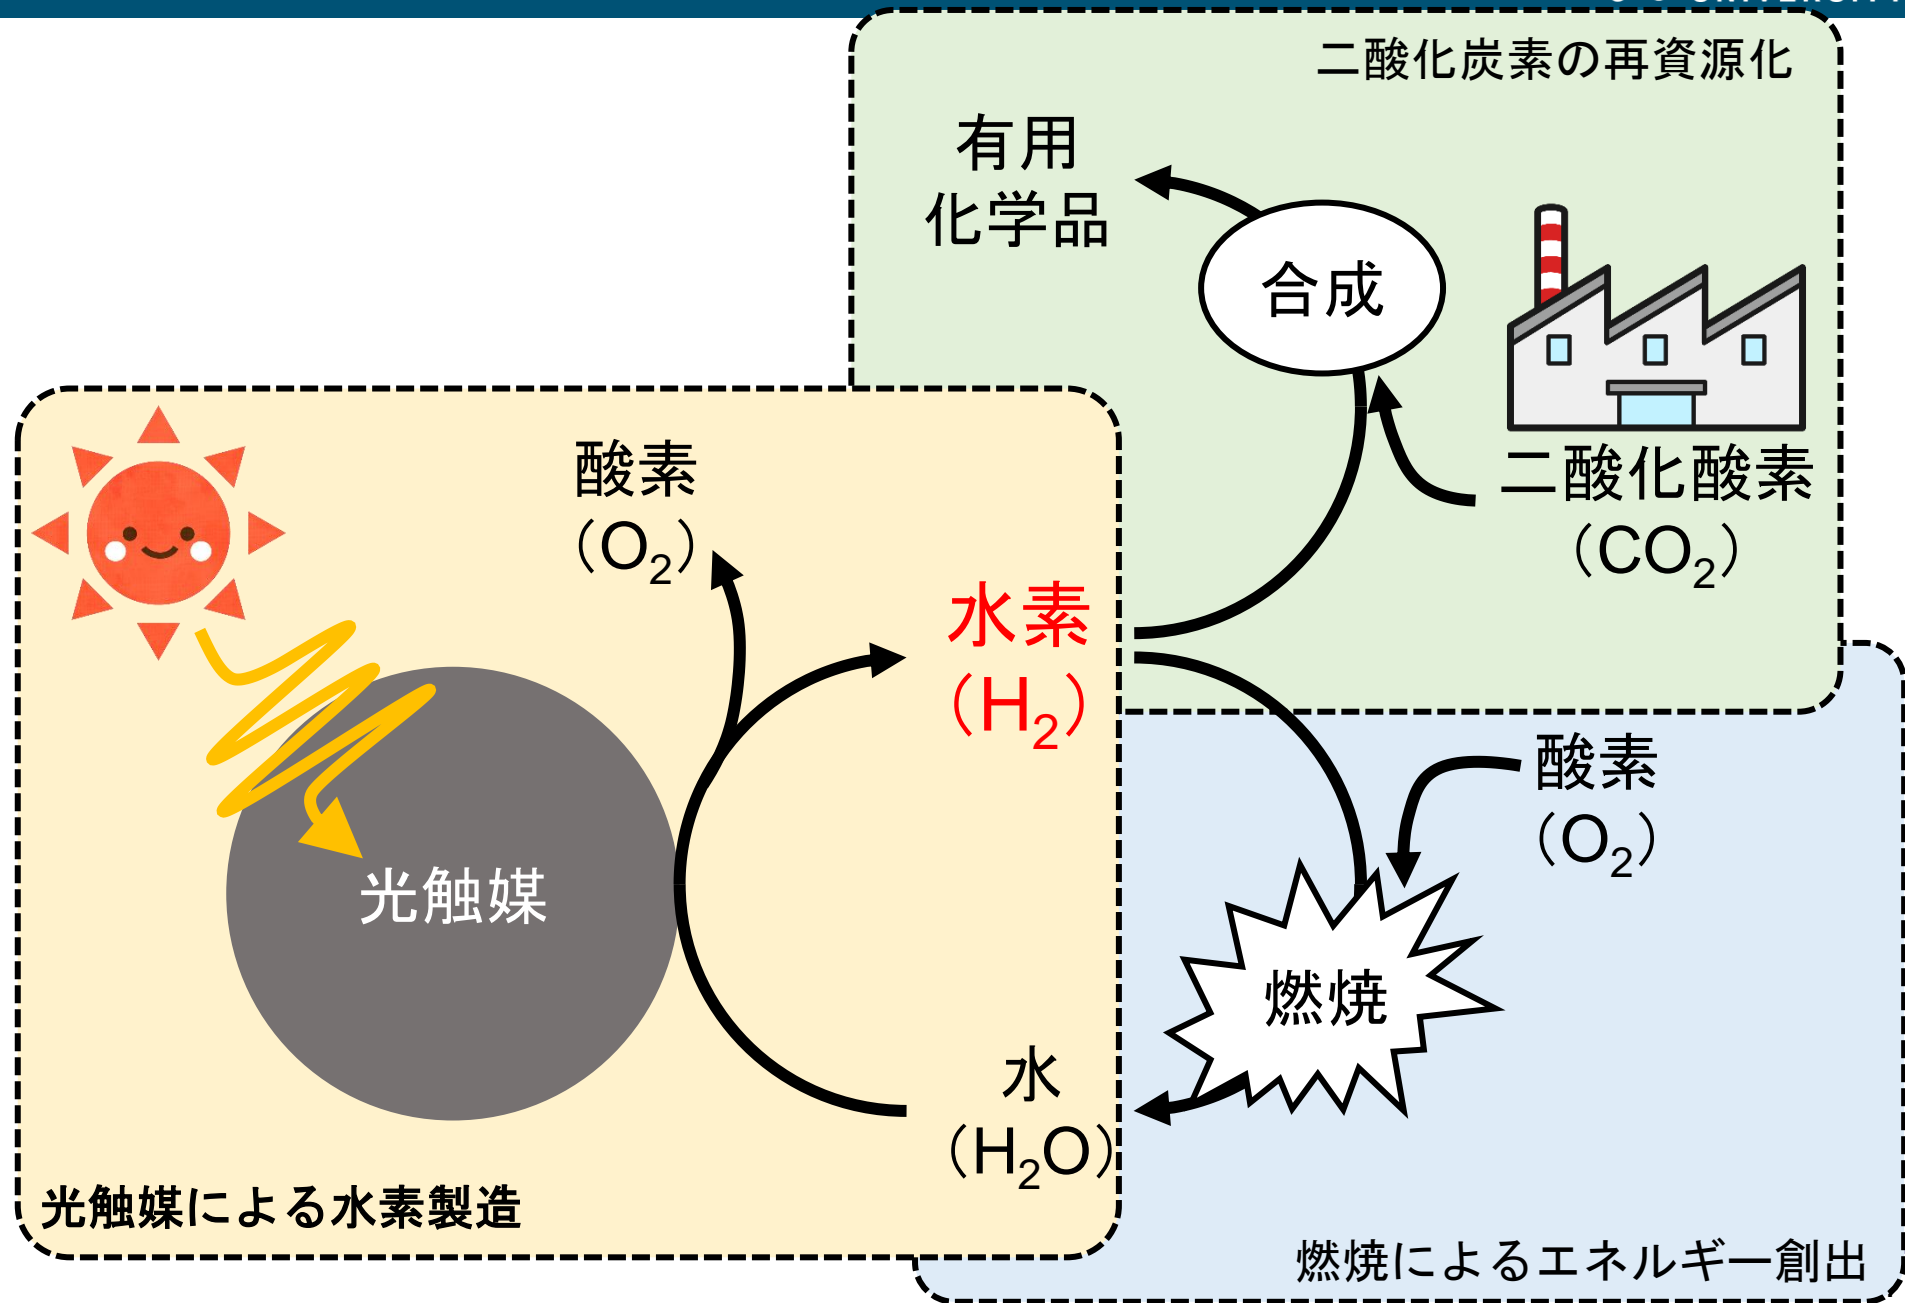 二酸化炭素の再資源化
有用
化学品
合成
二酸化酸素
（CO₂）
酸素
（O₂）
水素
（H₂）
光触媒
水
（H₂O）
光触媒による水素製造
酸素
（O₂）
燃焼
燃焼によるエネルギー創出